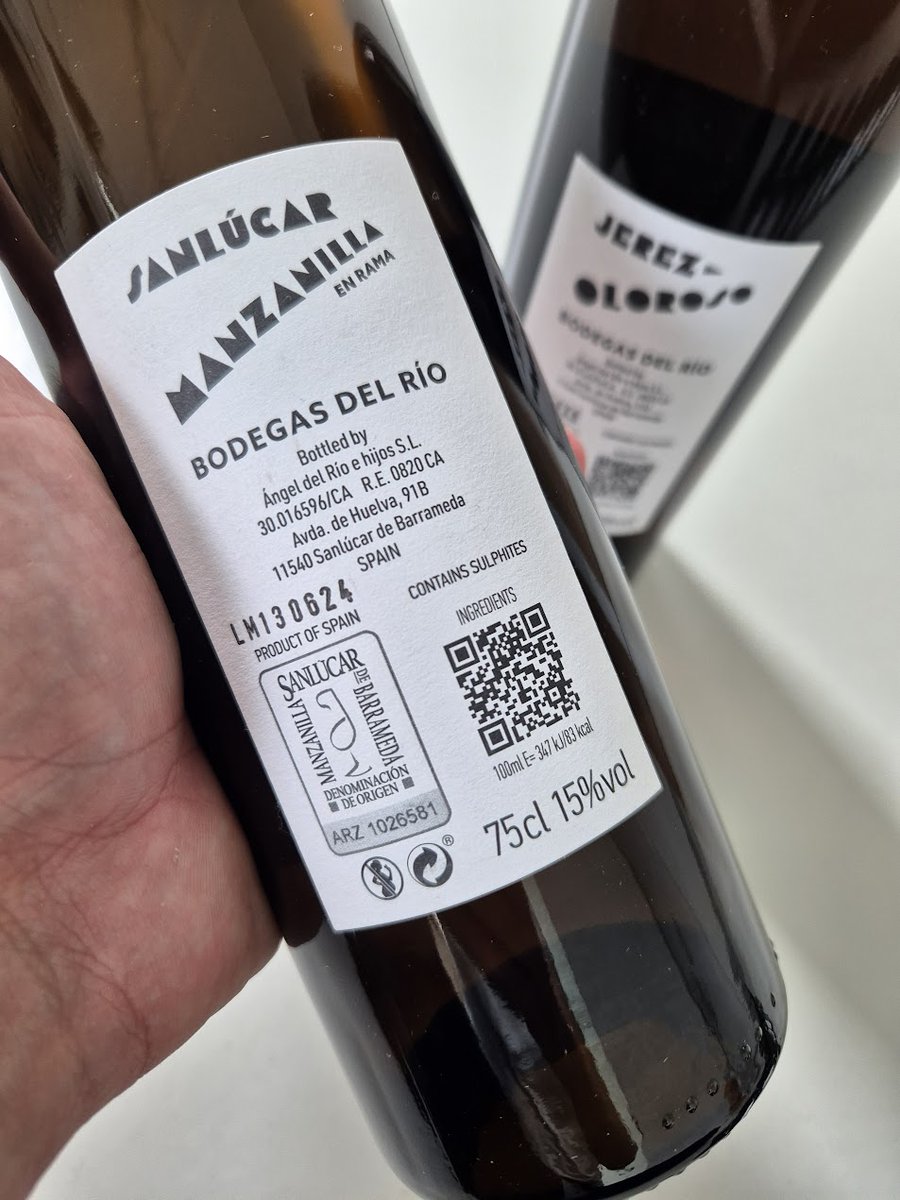 SANLÚCAR
MANZANILLA
EN RAMA
BODEGAS DEL RÍO
Bottled by
Ángel del Río e hijos S.L.
30.016596/CA R.E. 0820 CA
Avda. de Huelva, 91B
11540 Sanlúcar de Barrameda
SPAIN
LM130624
PRODUCT OF SPAIN
CONTAINS SULPHITES
INGREDIENTS
MANZANILLA
SANLÚCAR
DE BARRAMEDA
DENOMINACIÓN
DE ORIGEN
ARZ 1026581
100ml E= 347 kJ/83 kcal
75cl 15%vol
®
JEREZ-
OLOROSO
BODEGAS DEL RÍO